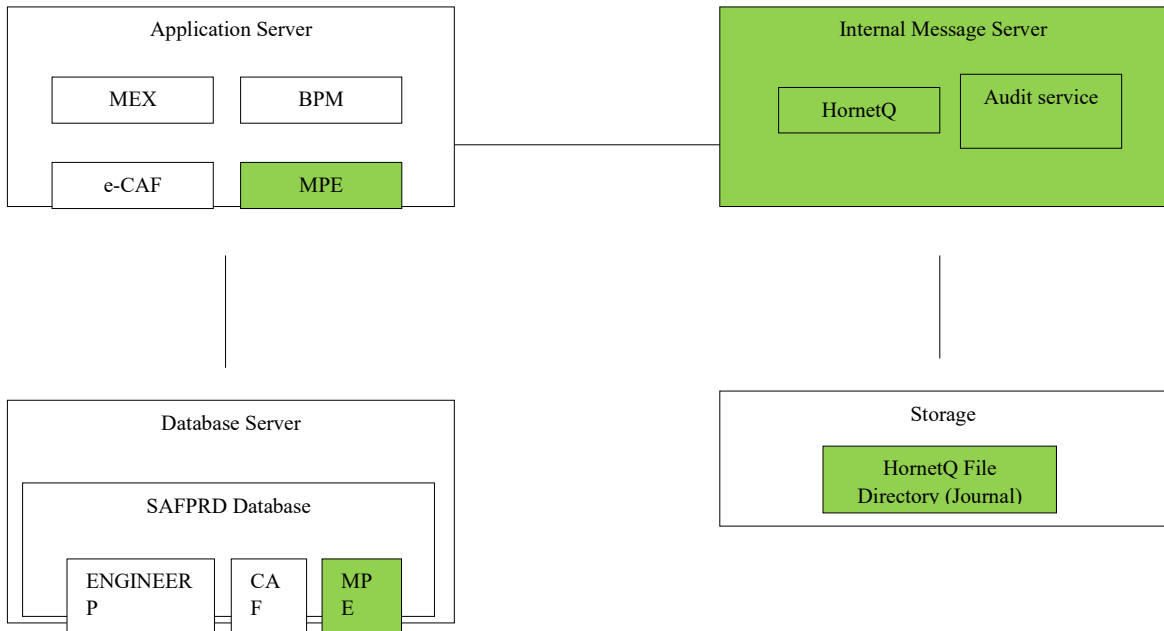 Application Server
MEX
BPM
e-CAF
MPE
Internal Message Server
HornetQ
Audit service
Database Server
SAFPRD Database
ENGINEER
P
CA
F
MP
E
Storage
HornetQ File
Directory (Journal)